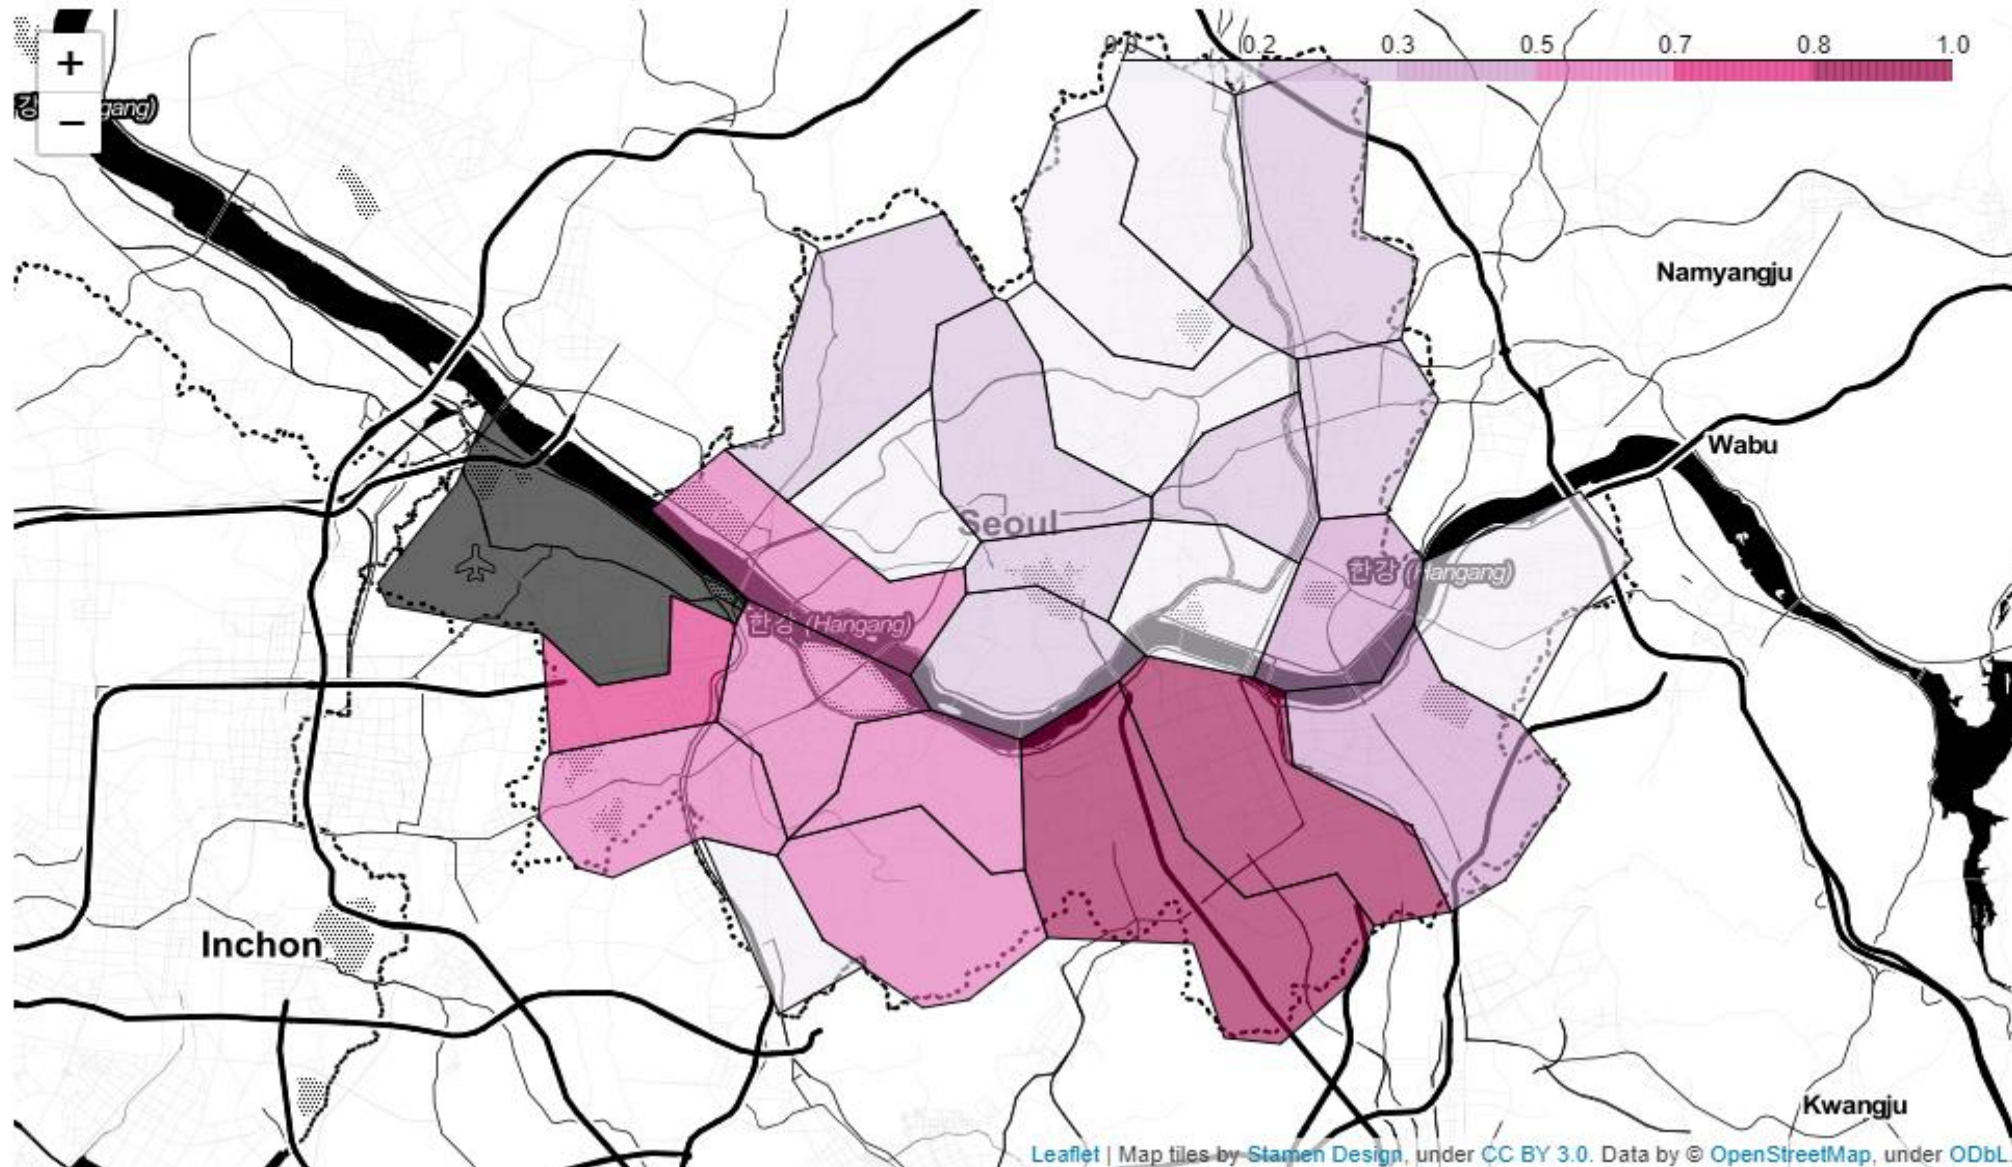 +
−
강
gang)
0.0 0.2 0.3 0.5 0.7 0.8 1.0
Namyangju
Wabu
Seoul
한강 (Hangang)
한강 (Hangang)
Inchon
Kwangju
Leaflet | Map tiles by Stamen Design, under CC BY 3.0. Data by © OpenStreetMap, under ODbL